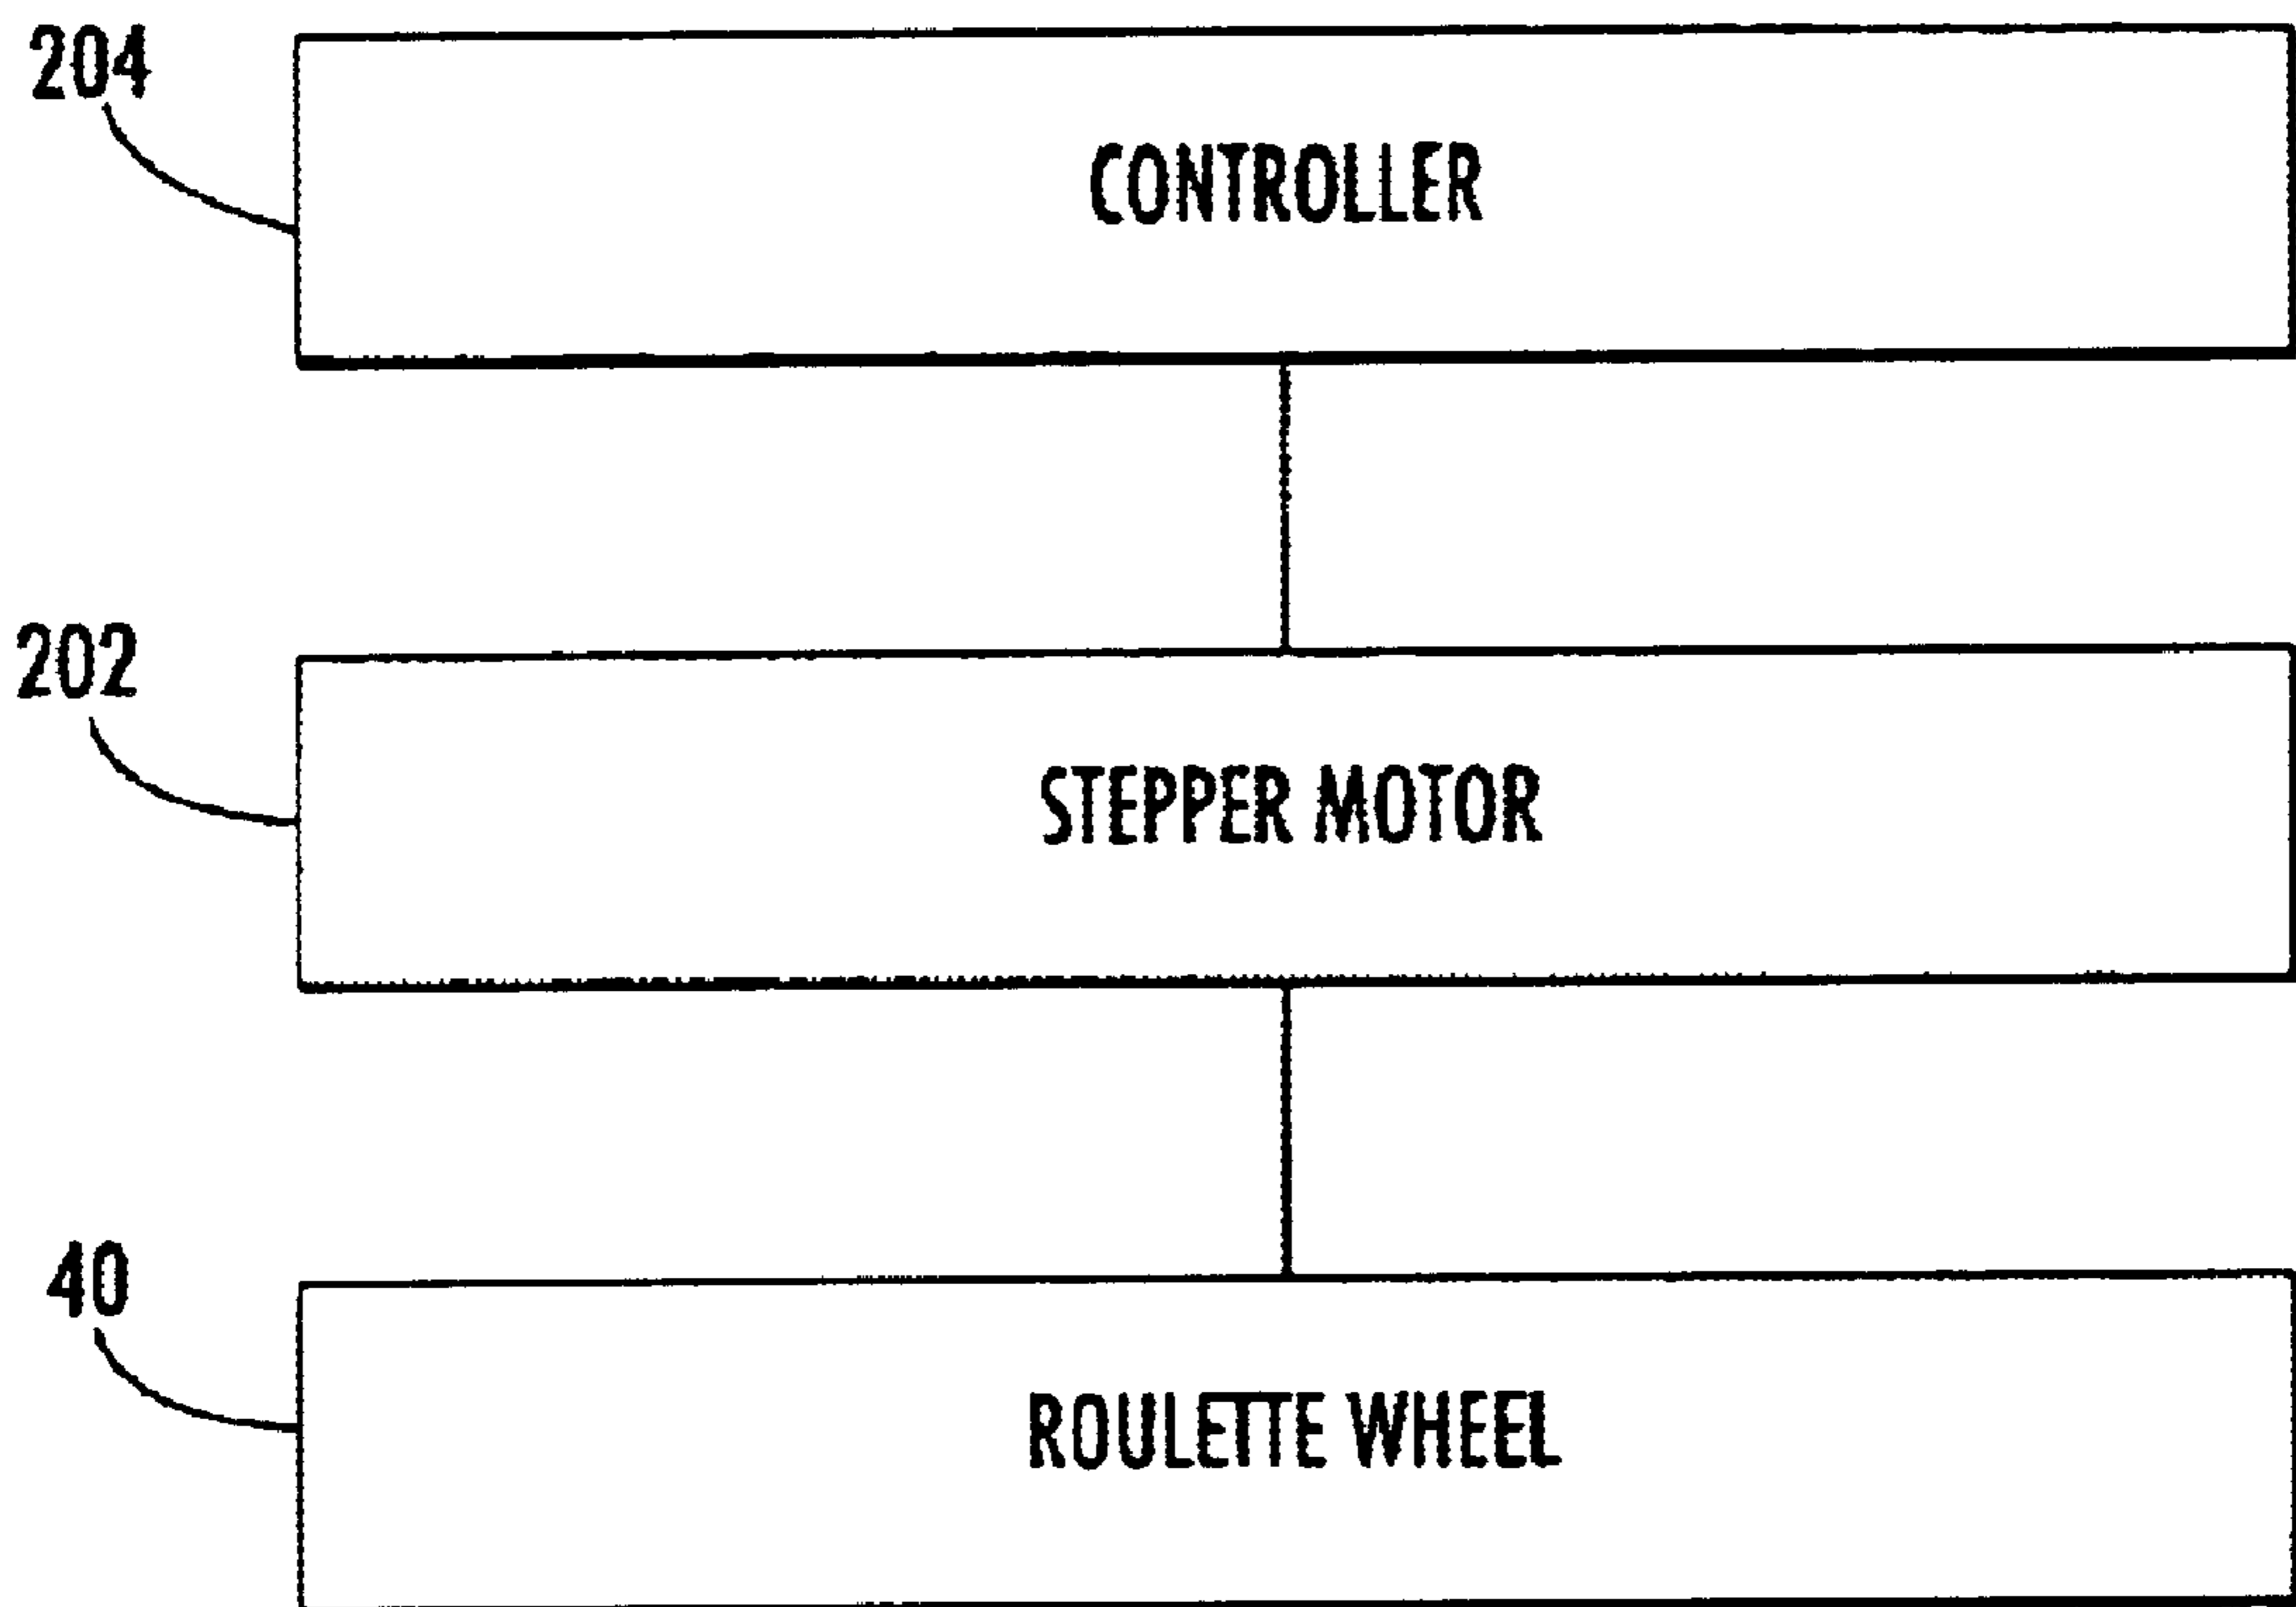 204
CONTROLLER
202
STEPPER MOTOR
40
ROULETTE WHEEL